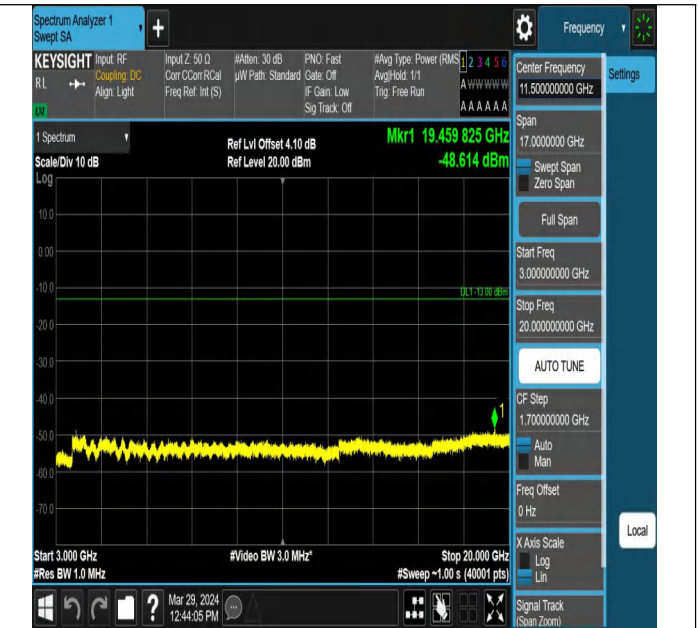 Spectrum Analyzer 1
Swept SA
+
Frequency
KEYSIGHT
RL
Input: RF
Coupling: DC
Align: Light
Input Z: 50 Ω
Corr CCorr RCal
Freq Ref: Int (S)
#Atten: 30 dB
µW Path: Standard
PNO: Fast
Gate: Off
IF Gain: Low
Sig Track: Off
#Avg Type: Power (RMS
Avg|Hold: 1/1
Trig: Free Run
1 2 3 4 5 6
A W W W W W
A A A A A A
1 Spectrum
Scale/Div 10 dB
Log
Ref Lvl Offset 4.10 dB
Ref Level 20.00 dBm
Mkr1 19.459 825 GHz
-48.614 dBm
10.0
0.00
-10.0
DL1 -13.00 dBm
-20.0
-30.0
-40.0
1
-50.0
-60.0
-70.0
Start 3.000 GHz
#Res BW 1.0 MHz
#Video BW 3.0 MHz*
Stop 20.000 GHz
#Sweep ~1.00 s (40001 pts)
?
Mar 29, 2024
12:44:05 PM
Center Frequency
11.500000000 GHz
Settings
Span
17.0000000 GHz
Swept Span
Zero Span
Full Span
Start Freq
3.000000000 GHz
Stop Freq
20.000000000 GHz
AUTO TUNE
CF Step
1.700000000 GHz
Auto
Man
Freq Offset
0 Hz
X Axis Scale
Log
Lin
Local
Signal Track
(Span Zoom)